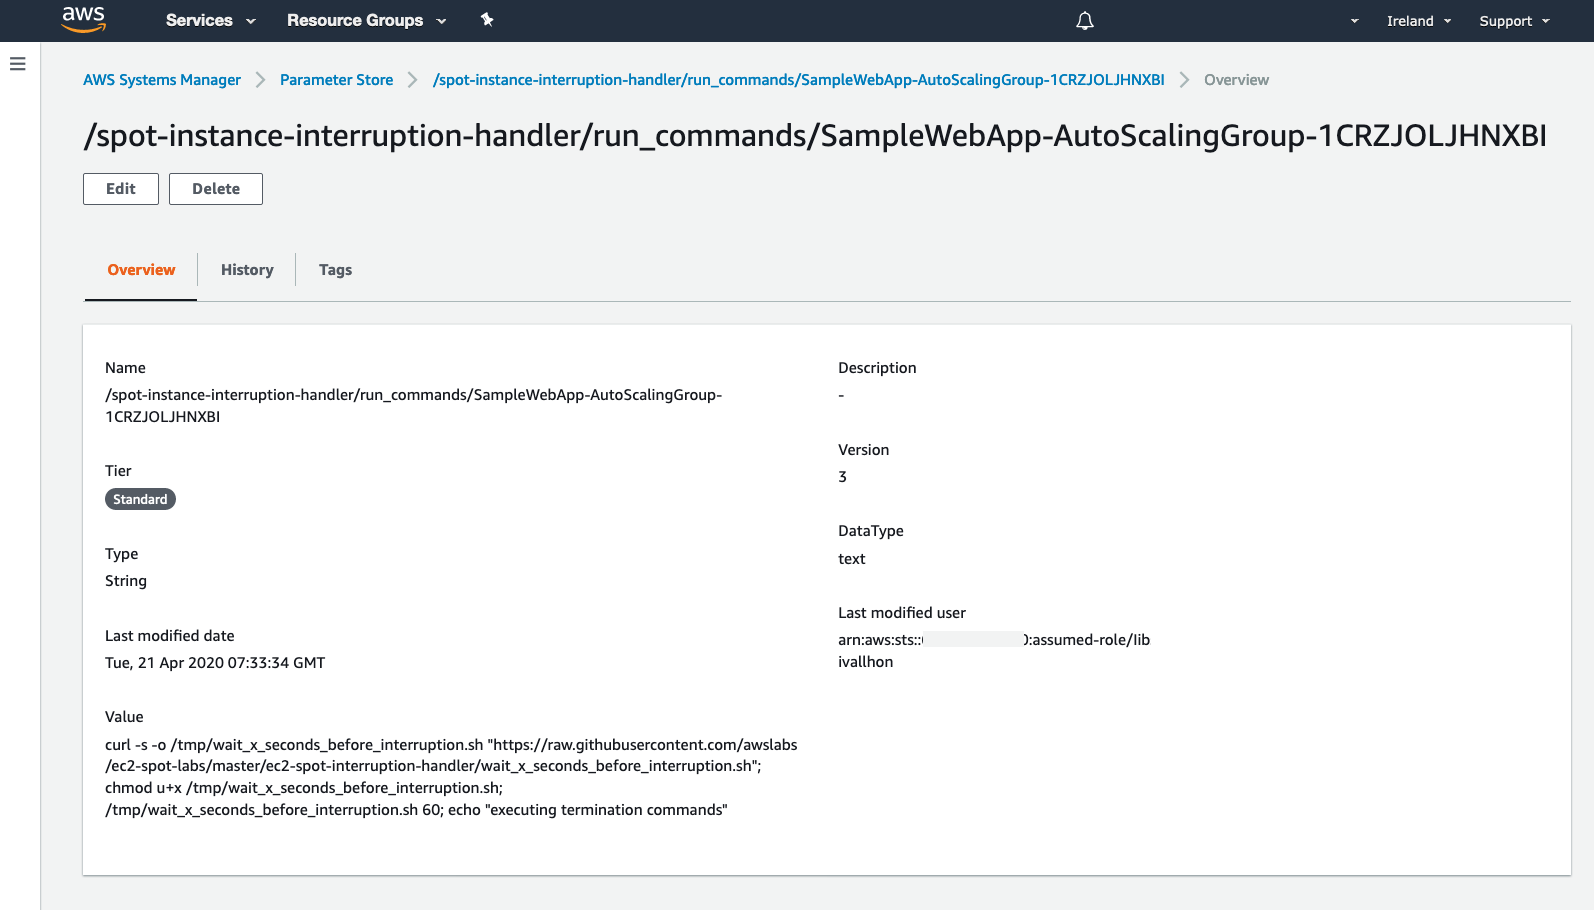 aws Services Resource Groups Ireland Support
AWS Systems Manager Parameter Store /spot-instance-interruption-handler/run_commands/SampleWebApp-AutoScalingGroup-1CRZJOLJHNXBI Overview
/spot-instance-interruption-handler/run_commands/SampleWebApp-AutoScalingGroup-1CRZJOLJHNXBI
Edit Delete
Overview History Tags
Name
/spot-instance-interruption-handler/run_commands/SampleWebApp-AutoScalingGroup-
1CRZJOLJHNXBI
Tier
Standard
Type
String
Last modified date
Tue, 21 Apr 2020 07:33:34 GMT
Value
curl -s -o /tmp/wait_x_seconds_before_interruption.sh "https://raw.githubusercontent.com/awslabs
/ec2-spot-labs/master/ec2-spot-interruption-handler/wait_x_seconds_before_interruption.sh";
chmod u+x /tmp/wait_x_seconds_before_interruption.sh;
/tmp/wait_x_seconds_before_interruption.sh 60; echo "executing termination commands"
Description
-
Version
3
DataType
text
Last modified user
arn:aws:sts:: :assumed-role/Iib
ivallhon